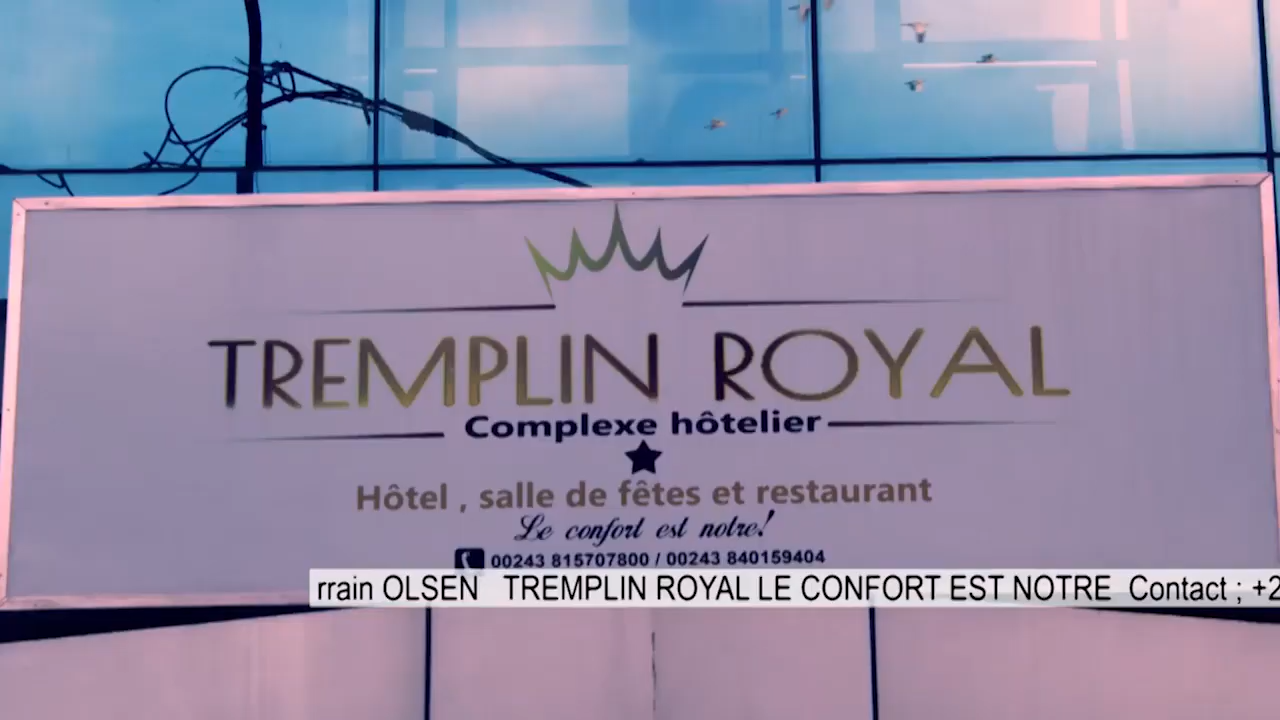 TREMPLIN ROYAL
Complexe hôtelier
Hôtel , salle de fêtes et restaurant
Le confort est notre!
00243 815707800 / 00243 840159404
rrain OLSEN TREMPLIN ROYAL LE CONFORT EST NOTRE Contact ; +2